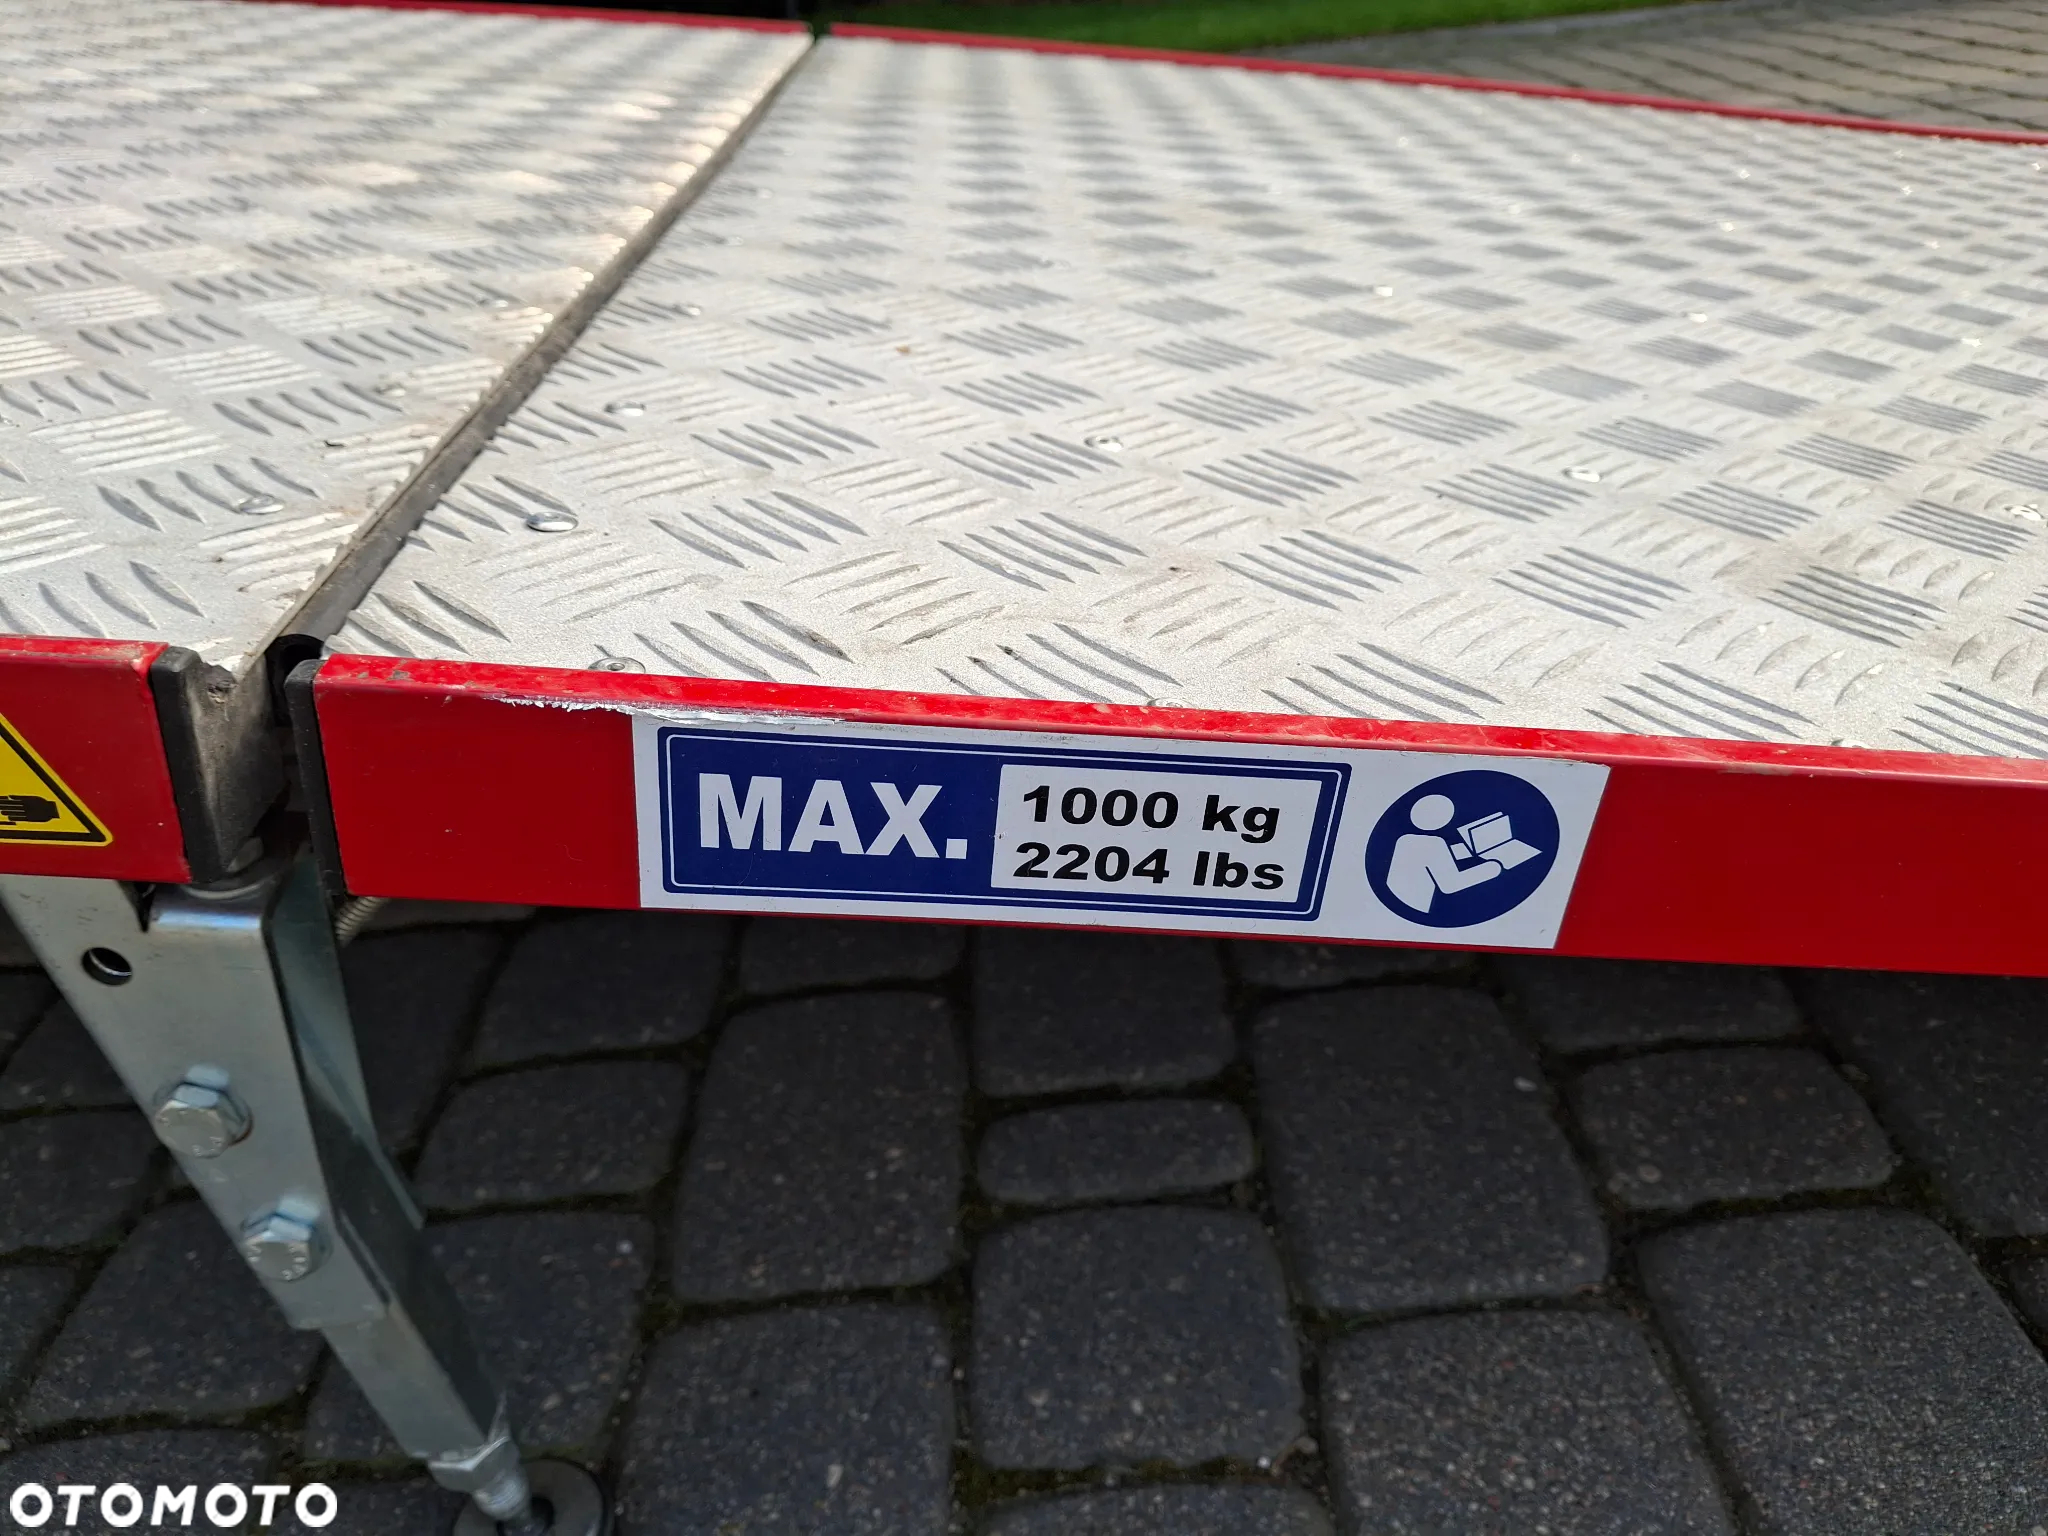 MAX.
1000 kg
2204 lbs
OTOMOTO